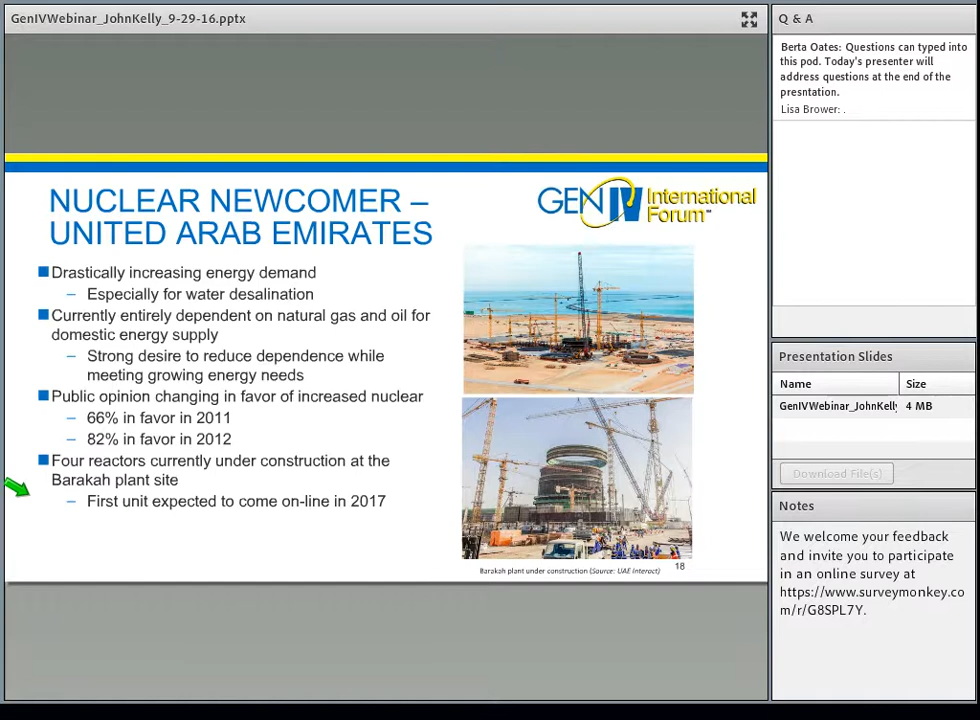 GenIVWebinar_JohnKelly_9-29-16.pptx
NUCLEAR NEWCOMER –
UNITED ARAB EMIRATES
GEN IV International
Forum™
Drastically increasing energy demand
– Especially for water desalination
Currently entirely dependent on natural gas and oil for
domestic energy supply
– Strong desire to reduce dependence while
meeting growing energy needs
Public opinion changing in favor of increased nuclear
– 66% in favor in 2011
– 82% in favor in 2012
Four reactors currently under construction at the
Barakah plant site
– First unit expected to come on-line in 2017
Barakah plant under construction (Source: UAE Interact)
18
Q & A
Berta Oates: Questions can typed into
this pod. Today's presenter will
address questions at the end of the
presntation.
Lisa Brower: .
Presentation Slides
Name Size
GenIVWebinar_JohnKelly 4 MB
Download File(s)
Notes
We welcome your feedback
and invite you to participate
in an online survey at
https://www.surveymonkey.co
m/r/G8SPL7Y.